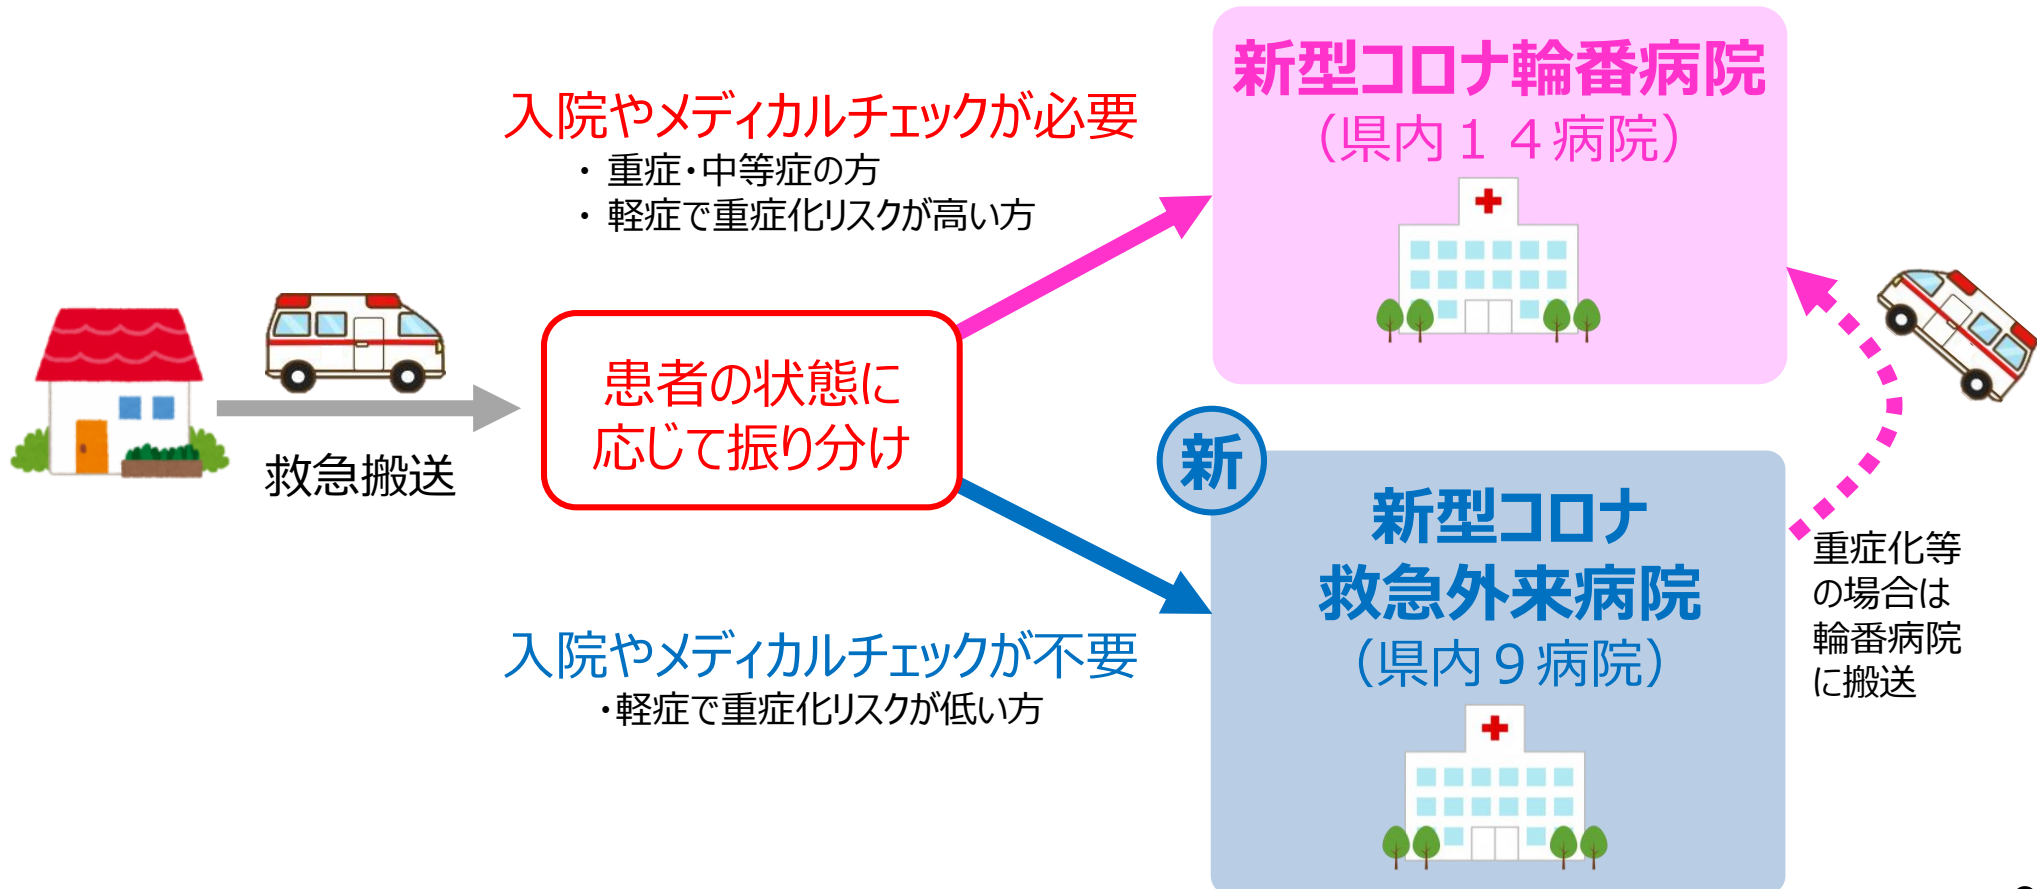 新型コロナ輪番病院
（県内１４病院）
入院やメディカルチェックが必要
・ 重症・中等症の方
・ 軽症で重症化リスクが高い方
救急搬送
患者の状態に
応じて振り分け
新
新型コロナ
救急外来病院
（県内９病院）
入院やメディカルチェックが不要
・軽症で重症化リスクが低い方
重症化等
の場合は
輪番病院
に搬送